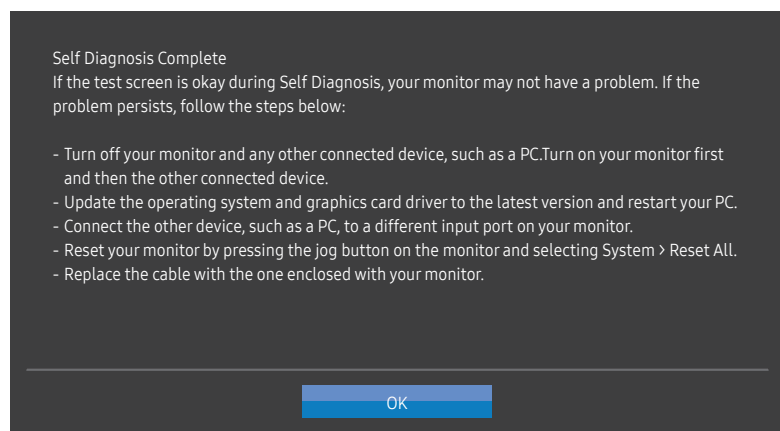 Self Diagnosis Complete
If the test screen is okay during Self Diagnosis, your monitor may not have a problem. If the
problem persists, follow the steps below:
- Turn off your monitor and any other connected device, such as a PC.Turn on your monitor first
and then the other connected device.
- Update the operating system and graphics card driver to the latest version and restart your PC.
- Connect the other device, such as a PC, to a different input port on your monitor.
- Reset your monitor by pressing the jog button on the monitor and selecting System > Reset All.
- Replace the cable with the one enclosed with your monitor.
OK